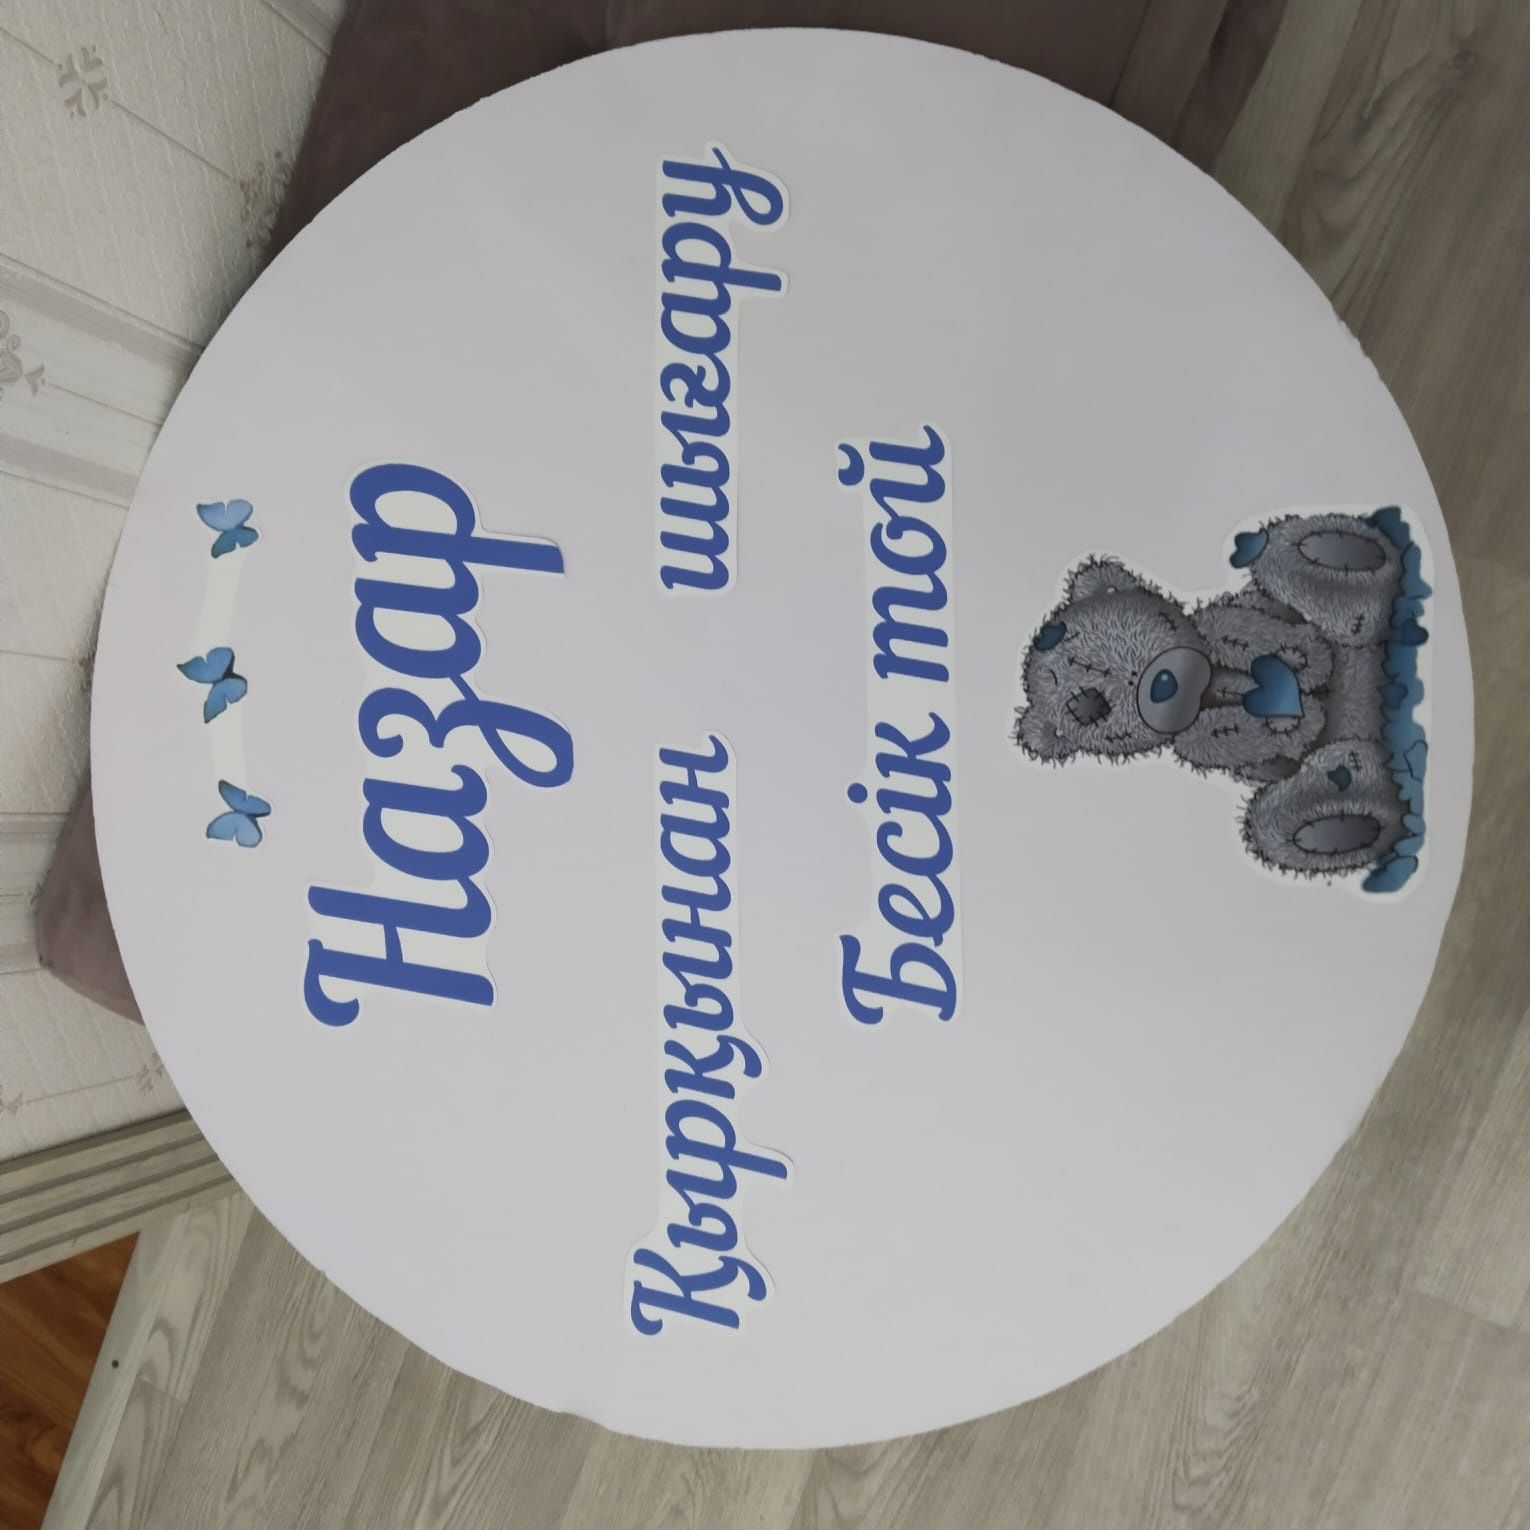 Назар
Қырқынан шығару
Бесік той